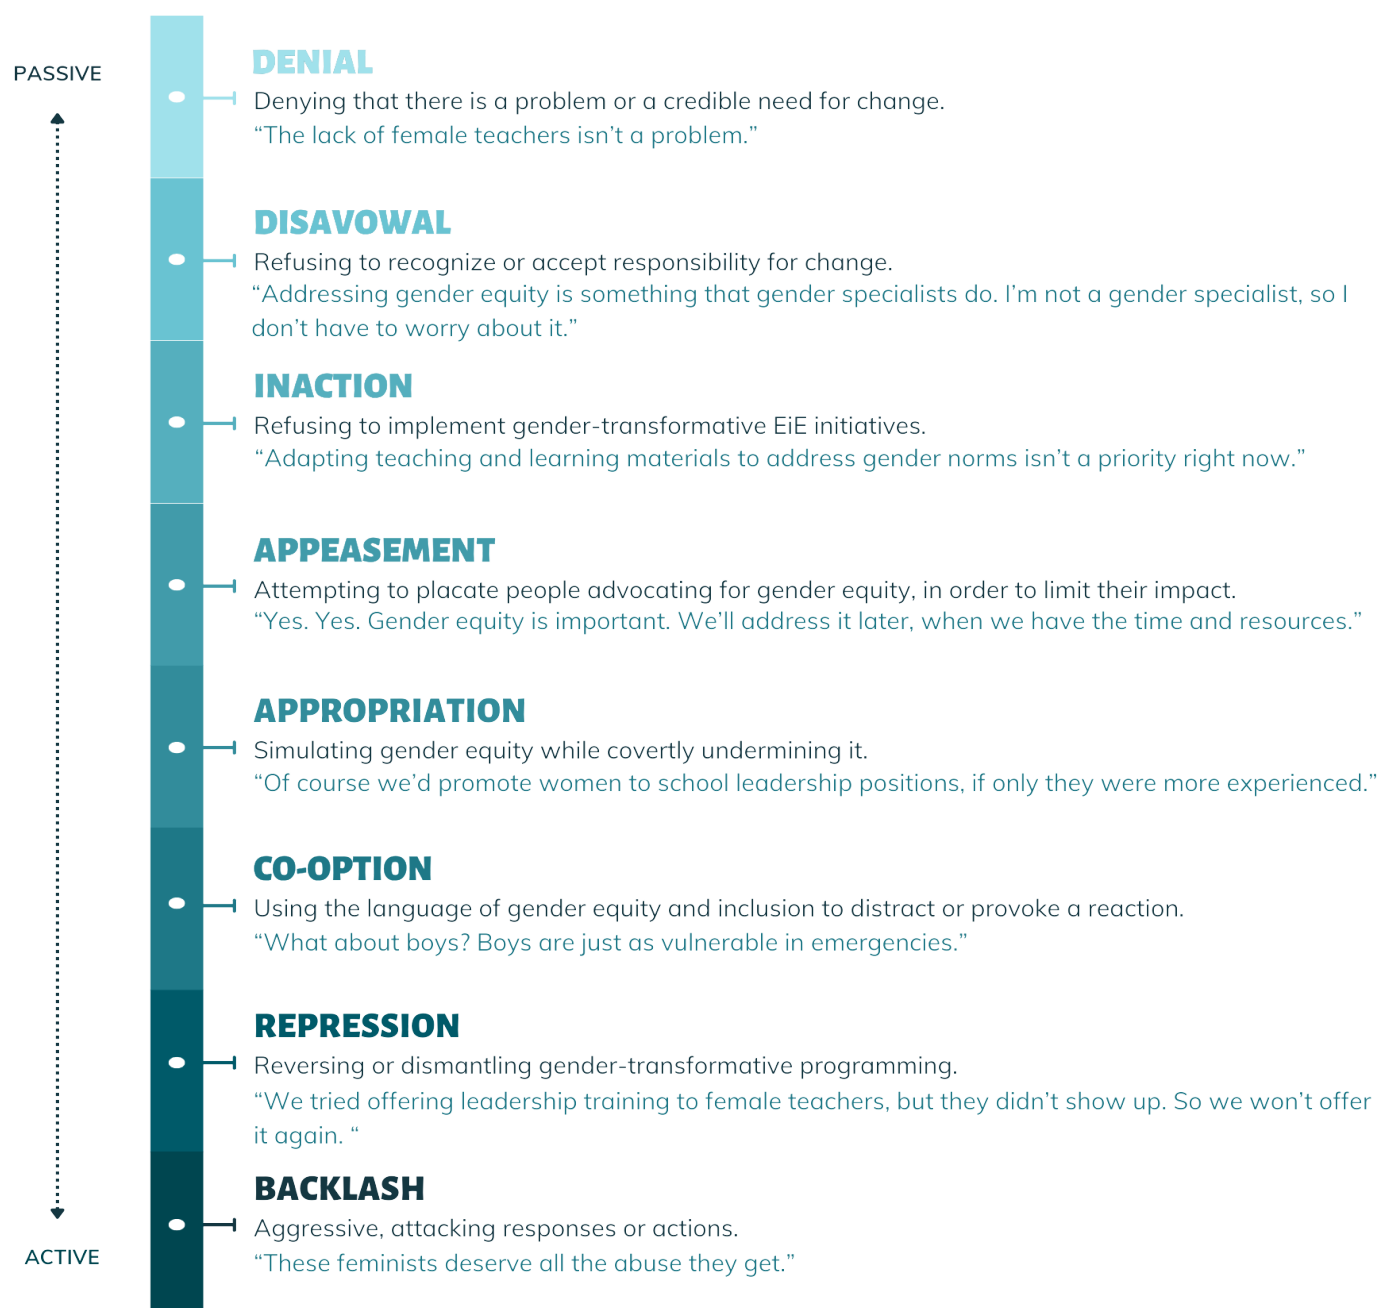 PASSIVE
DENIAL
Denying that there is a problem or a credible need for change.
“The lack of female teachers isn’t a problem.”
DISAVOWAL
Refusing to recognize or accept responsibility for change.
“Addressing gender equity is something that gender specialists do. I’m not a gender specialist, so I
don’t have to worry about it.”
INACTION
Refusing to implement gender-transformative EiE initiatives.
“Adapting teaching and learning materials to address gender norms isn’t a priority right now.”
APPEASEMENT
Attempting to placate people advocating for gender equity, in order to limit their impact.
“Yes. Yes. Gender equity is important. We’ll address it later, when we have the time and resources.”
APPROPRIATION
Simulating gender equity while covertly undermining it.
“Of course we’d promote women to school leadership positions, if only they were more experienced.”
CO-OPTION
Using the language of gender equity and inclusion to distract or provoke a reaction.
“What about boys? Boys are just as vulnerable in emergencies.”
REPRESSION
Reversing or dismantling gender-transformative programming.
“We tried offering leadership training to female teachers, but they didn’t show up. So we won’t offer
it again. “
BACKLASH
Aggressive, attacking responses or actions.
“These feminists deserve all the abuse they get.”
ACTIVE